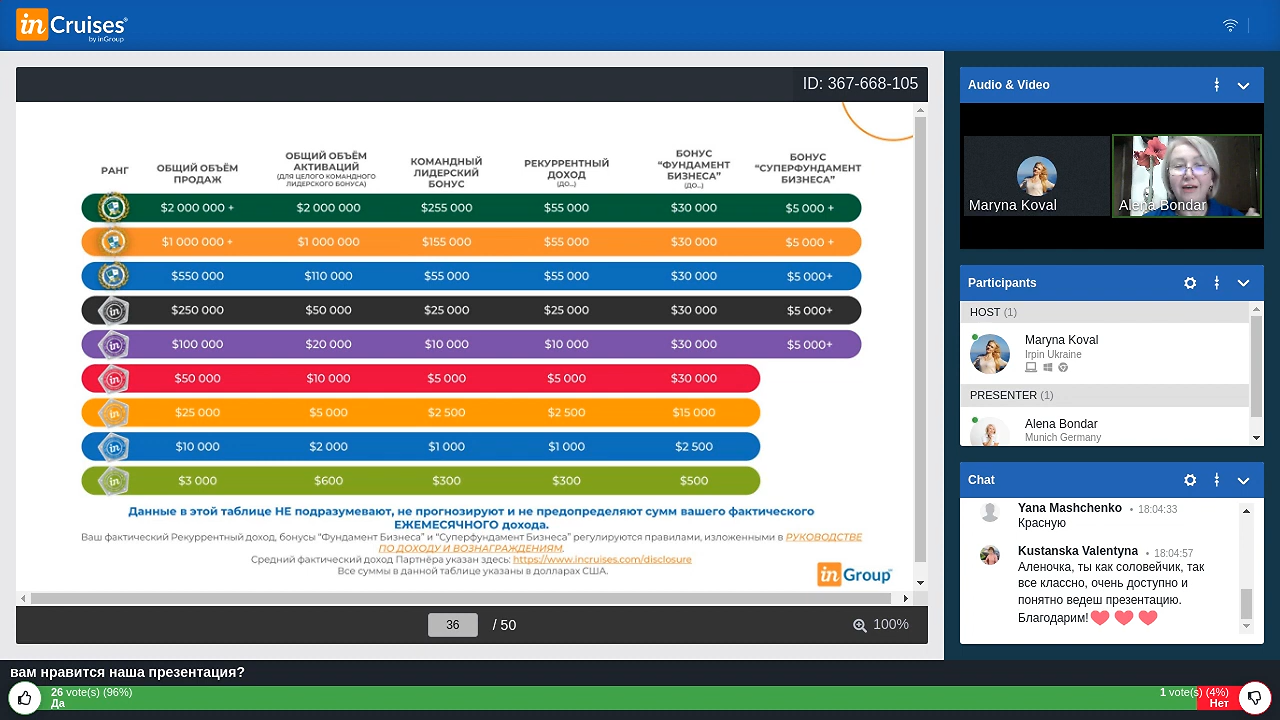 inCruises®
by inGroup
ID: 367-668-105
РАНГ
ОБЩИЙ ОБЪЁМ
ПРОДАЖ
ОБЩИЙ ОБЪЁМ
АКТИВАЦИЙ
(ДЛЯ ЦЕЛОГО КОМАНДНОГО
ЛИДЕРСКОГО БОНУСА)
КОМАНДНЫЙ
ЛИДЕРСКИЙ
БОНУС
РЕКУРРЕНТНЫЙ
ДОХОД
(ДО...)
БОНУС
"ФУНДАМЕНТ
БИЗНЕСА"
(ДО...)
БОНУС
"СУПЕРФУНДАМЕНТ
БИЗНЕСА"
$2 000 000 + $2 000 000 $255 000 $55 000 $30 000 $5 000 +
$1 000 000 + $1 000 000 $155 000 $55 000 $30 000 $5 000 +
$550 000 $110 000 $55 000 $55 000 $30 000 $5 000+
in $250 000 $50 000 $25 000 $25 000 $30 000 $5 000+
in $100 000 $20 000 $10 000 $10 000 $30 000 $5 000+
in $50 000 $10 000 $5 000 $5 000 $30 000
in $25 000 $5 000 $2 500 $2 500 $15 000
in $10 000 $2 000 $1 000 $1 000 $2 500
in $3 000 $600 $300 $300 $500
Данные в этой таблице НЕ подразумевают, не прогнозируют и не предопределяют сумм вашего фактического
ЕЖЕМЕСЯЧНОГО дохода.
Ваш фактический Рекуррентный доход, бонусы "Фундамент Бизнеса" и "Суперфундамент Бизнеса" регулируются правилами, изложенными в РУКОВОДСТВЕ
ПО ДОХОДУ И ВОЗНАГРАЖДЕНИЯМ.
Средний фактический доход Партнёра указан здесь: https://www.incruises.com/disclosure
Все суммы в данной таблице указаны в долларах США.
inGroup™
36 / 50
100%
Audio & Video
Maryna Koval
Alena Bondar
Participants
HOST (1)
Maryna Koval
Irpin Ukraine
PRESENTER (1)
Alena Bondar
Munich Germany
Chat
Yana Mashchenko • 18:04:33
Красную
Kustanska Valentyna • 18:04:57
Алёночка, ты как соловейчик, так
все классно, очень доступно и
понятно ведеш презентацию.
Благодарим!
вам нравится наша презентация?
26 vote(s) (96%)
Да
1 vote(s) (4%)
Нет